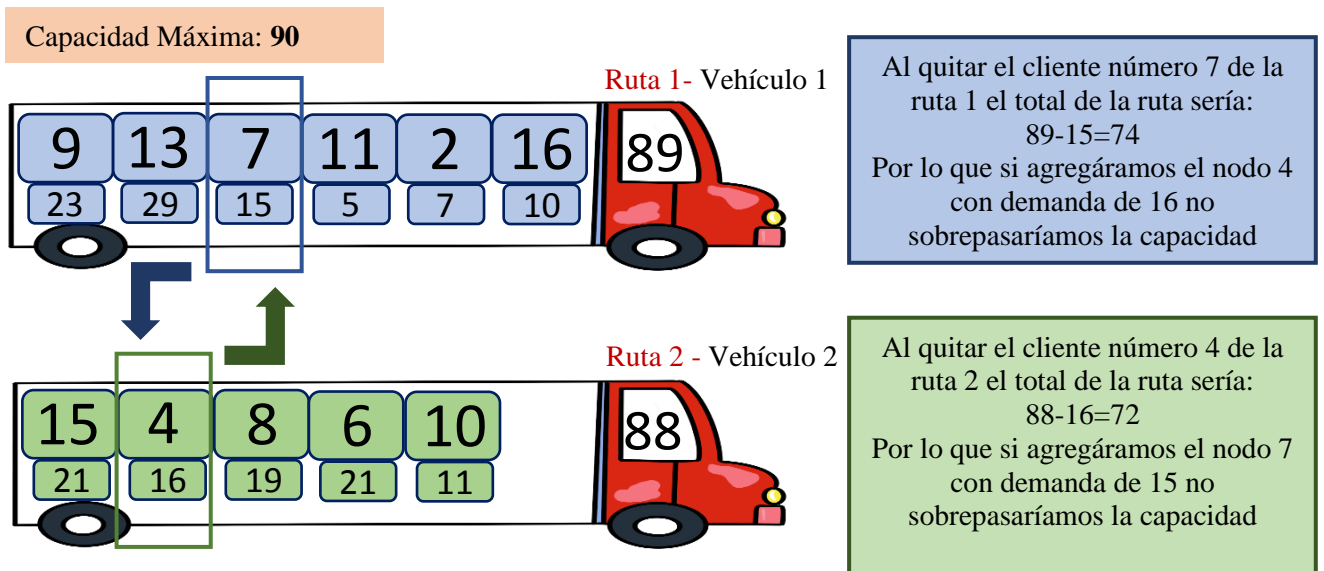 Capacidad Máxima: 90
Ruta 1- Vehículo 1
9 13 7 11 2 16 89
23 29 15 5 7 10
Al quitar el cliente número 7 de la
ruta 1 el total de la ruta sería:
89-15=74
Por lo que si agregáramos el nodo 4
con demanda de 16 no
sobrepasaríamos la capacidad
Ruta 2 - Vehículo 2
15 4 8 6 10 88
21 16 19 21 11
Al quitar el cliente número 4 de la
ruta 2 el total de la ruta sería:
88-16=72
Por lo que si agregáramos el nodo 7
con demanda de 15 no
sobrepasaríamos la capacidad